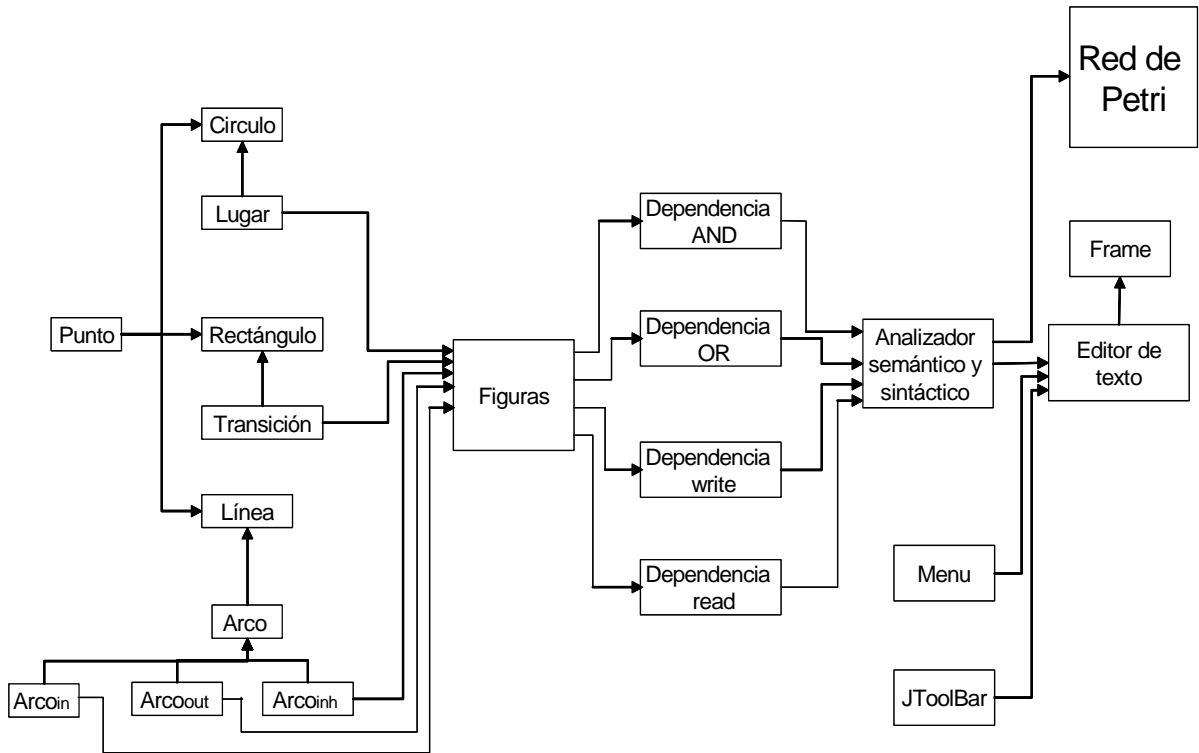 Red de
Petri
Circulo
Lugar
Dependencia
AND
Frame
Punto
Rectángulo
Dependencia
OR
Analizador
semántico y
sintáctico
Editor de
texto
Figuras
Transición
Dependencia
write
Línea
Menu
Dependencia
read
Arco
Arcoin
Arcoout
Arcoinh
JToolBar